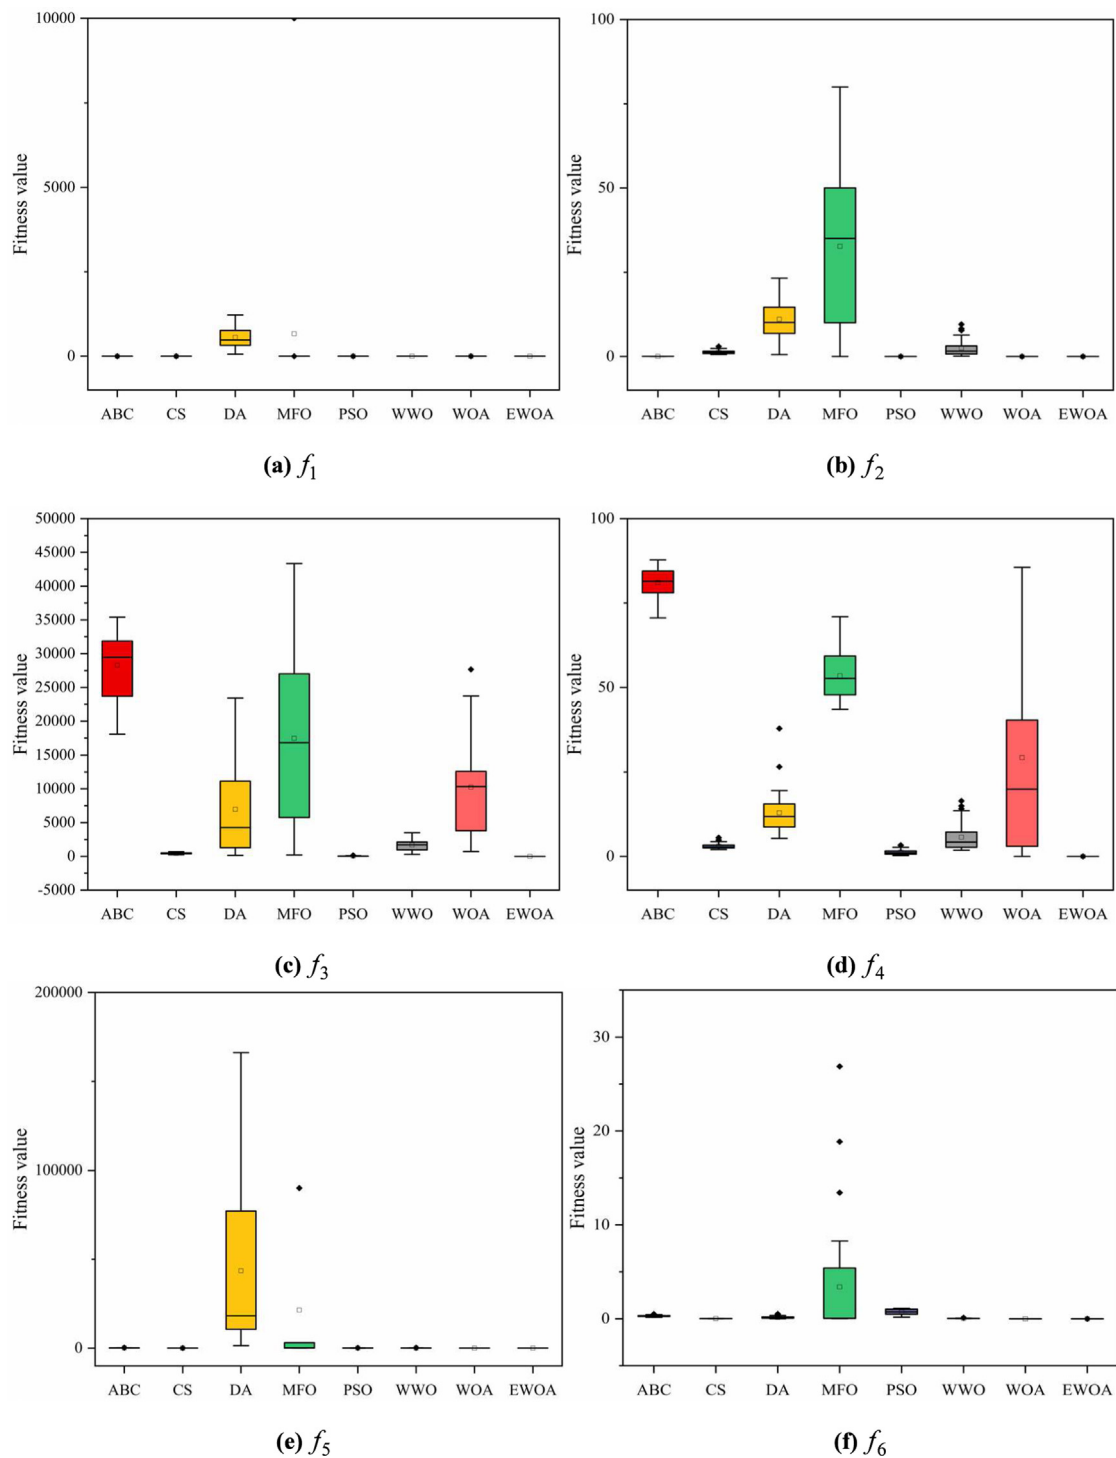 10000
5000
0
Fitness value
ABC CS DA MFO PSO WWO WOA EWOA
(a) f1
100
50
0
Fitness value
ABC CS DA MFO PSO WWO WOA EWOA
(b) f2
50000
45000
40000
35000
30000
25000
20000
15000
10000
5000
0
-5000
Fitness value
ABC CS DA MFO PSO WWO WOA EWOA
(c) f3
100
50
0
Fitness value
ABC CS DA MFO PSO WWO WOA EWOA
(d) f4
200000
100000
0
Fitness value
ABC CS DA MFO PSO WWO WOA EWOA
(e) f5
30
20
10
0
Fitness value
ABC CS DA MFO PSO WWO WOA EWOA
(f) f6